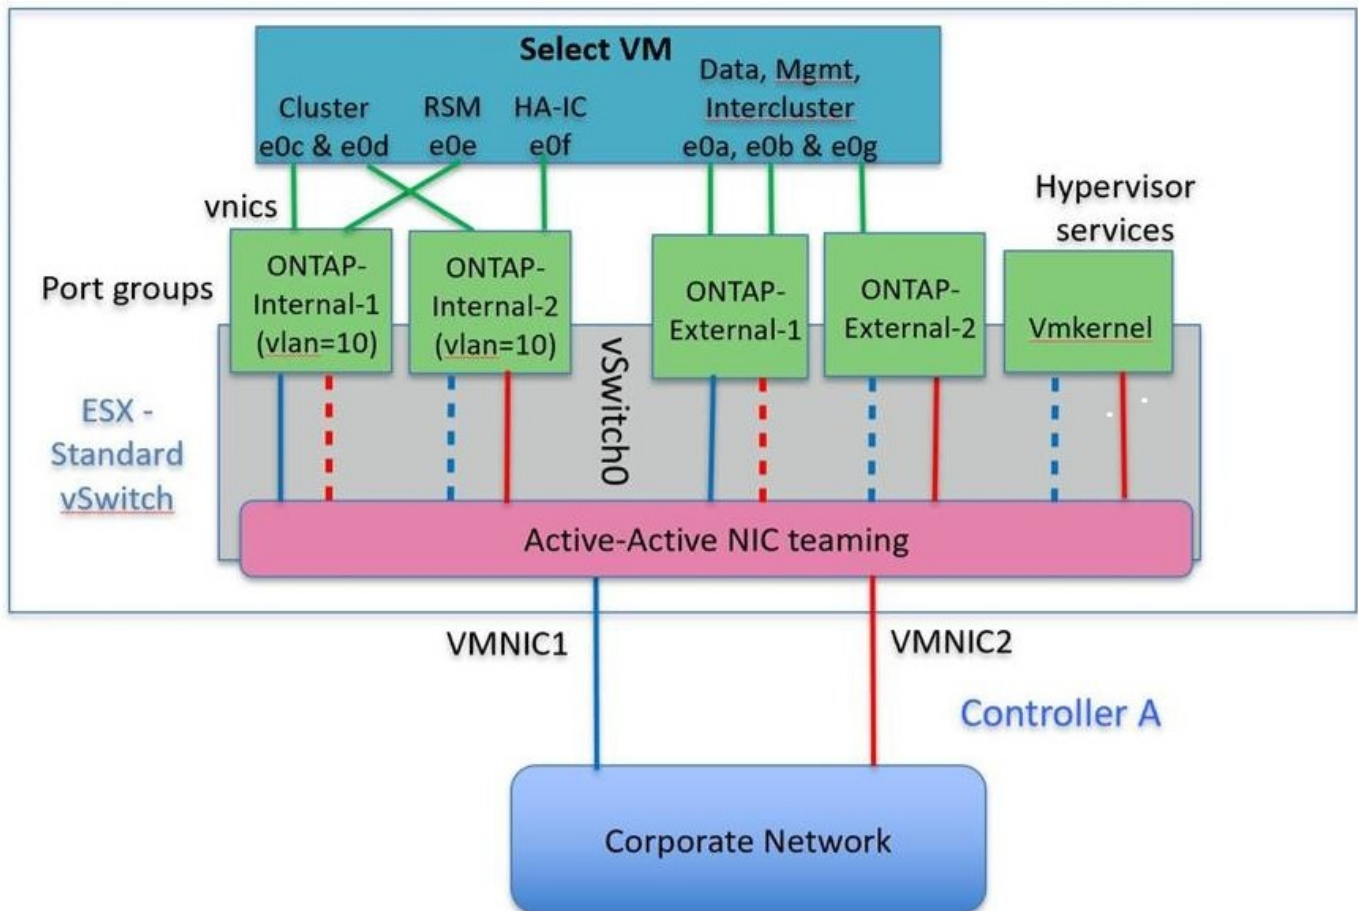 Select VM
Cluster
e0c & e0d
RSM
e0e
HA-IC
e0f
Data, Mgmt,
Intercluster
e0a, e0b & e0g
vnics
Hypervisor
services
Port groups
ONTAP-
Internal-1
(vlan=10)
ONTAP-
Internal-2
(vlan=10)
ONTAP-
External-1
ONTAP-
External-2
Vmkernel
vSwitch0
ESX -
Standard
vSwitch
Active-Active NIC teaming
VMNIC1
VMNIC2
Controller A
Corporate Network